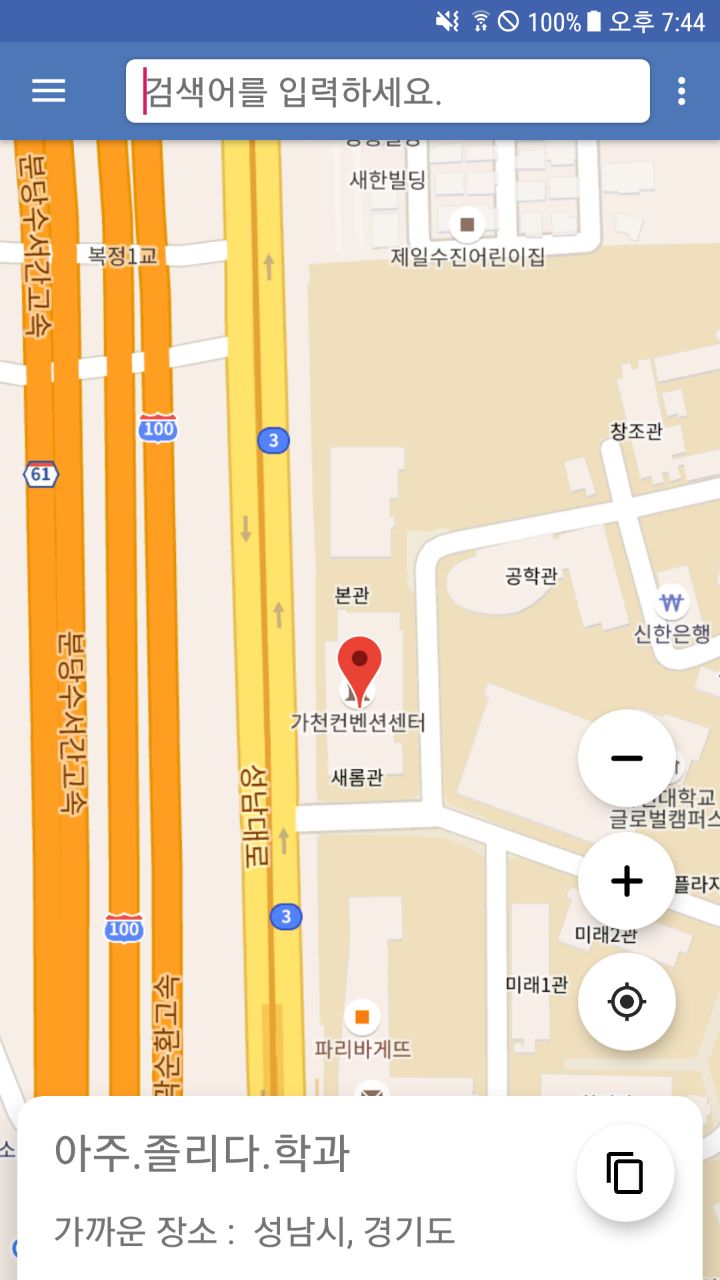 100% 오후 7:44
검색어를 입력하세요.
새한빌딩
제일수진어린이집
분당수서간고속
복정1교
100
3
창조관
61
공학관
본관
신한은행
분당수서간고속
가천컨벤션센터
새롬관
성남대로
대학교
글로벌캠퍼스
플라자
3
100
미래2관
미래1관
순환고속
파리바게뜨
소
아주.졸리다.학과
가까운 장소 : 성남시, 경기도